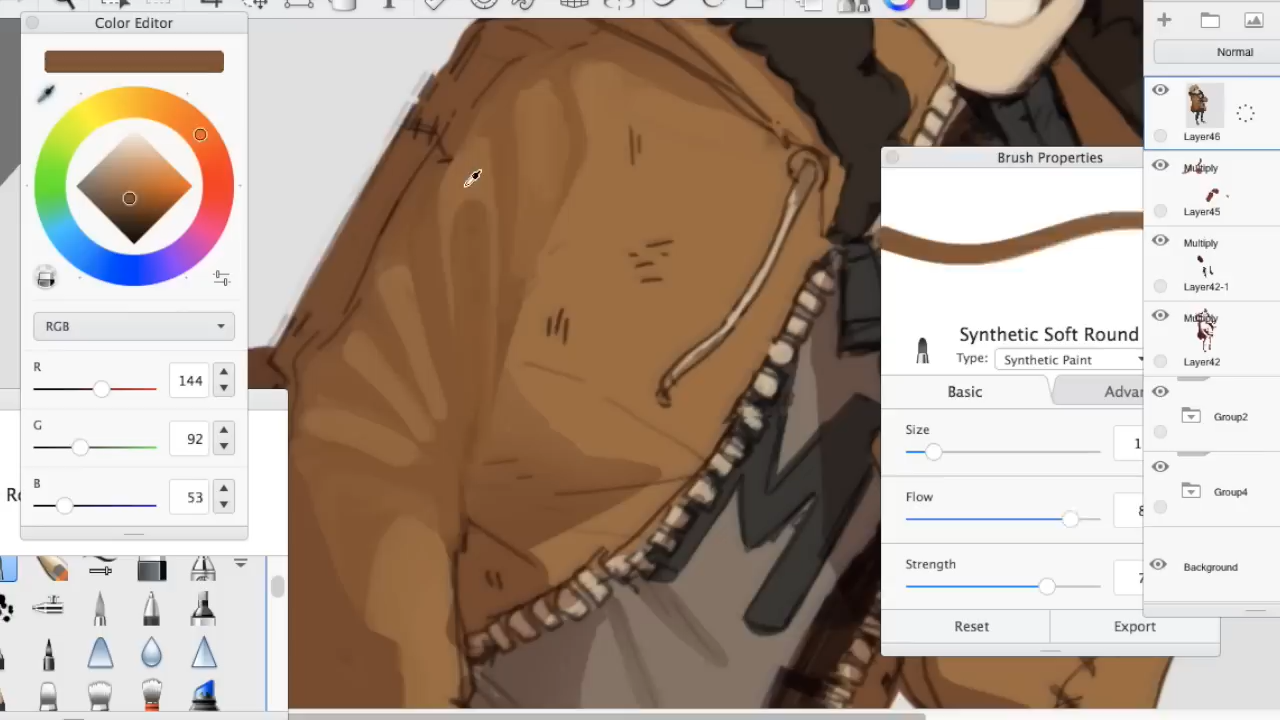 Color Editor
RGB
R
144
G
92
B
53
Brush Properties
Synthetic Soft Round
Type:
Synthetic Paint
Basic
Size
Flow
Strength
Reset
Export
Normal
Layer46
Multiply
Layer45
Multiply
Layer42-1
Multiply
Layer42
Group2
Group4
Background